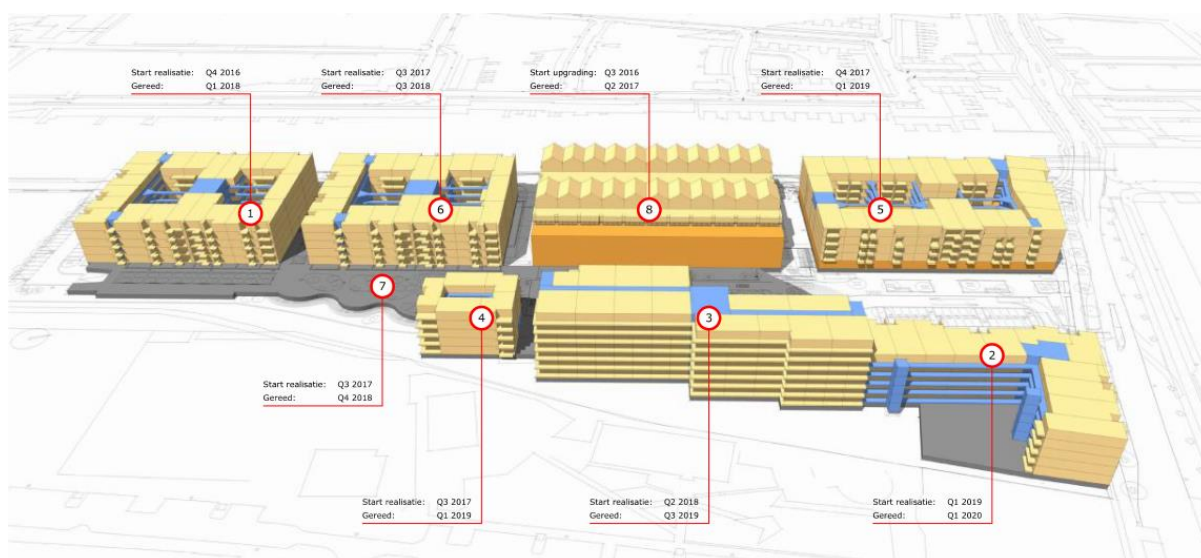 Start realisatie: Q4 2016
Gereed: Q1 2018
Start realisatie: Q3 2017
Gereed: Q3 2018
Start upgrading: Q3 2016
Gereed: Q2 2017
Start realisatie: Q4 2017
Gereed: Q1 2019
1
6
8
5
7
4
3
2
Start realisatie: Q3 2017
Gereed: Q4 2018
Start realisatie: Q3 2017
Gereed: Q1 2019
Start realisatie: Q2 2018
Gereed: Q3 2019
Start realisatie: Q1 2019
Gereed: Q1 2020